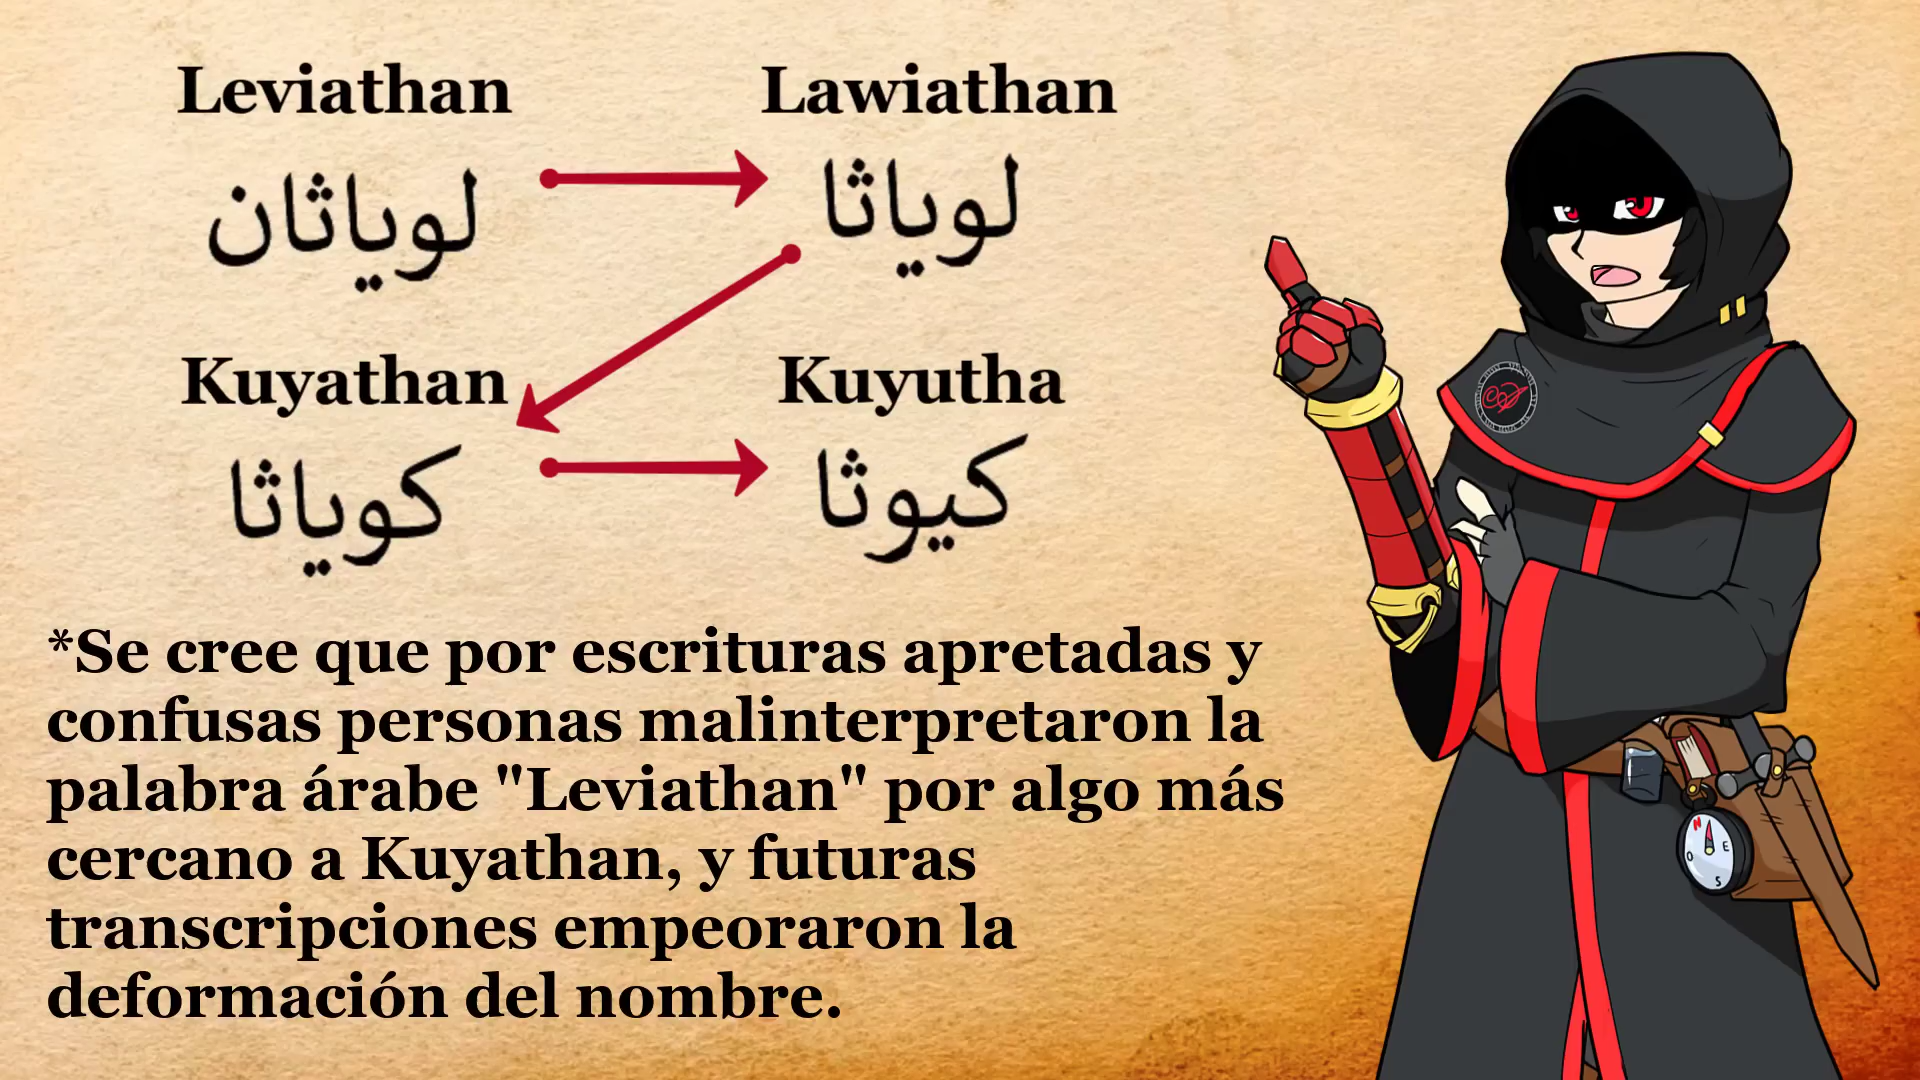 Leviathan
Lawiathan
لوياثان
لوياثا
Kuyathan
Kuyutha
كوياثا
كيوثا
*Se cree que por escrituras apretadas y
confusas personas malinterpretaron la
palabra árabe "Leviathan" por algo más
cercano a Kuyathan, y futuras
transcripciones empeoraron la
deformación del nombre.
N
E
O
S